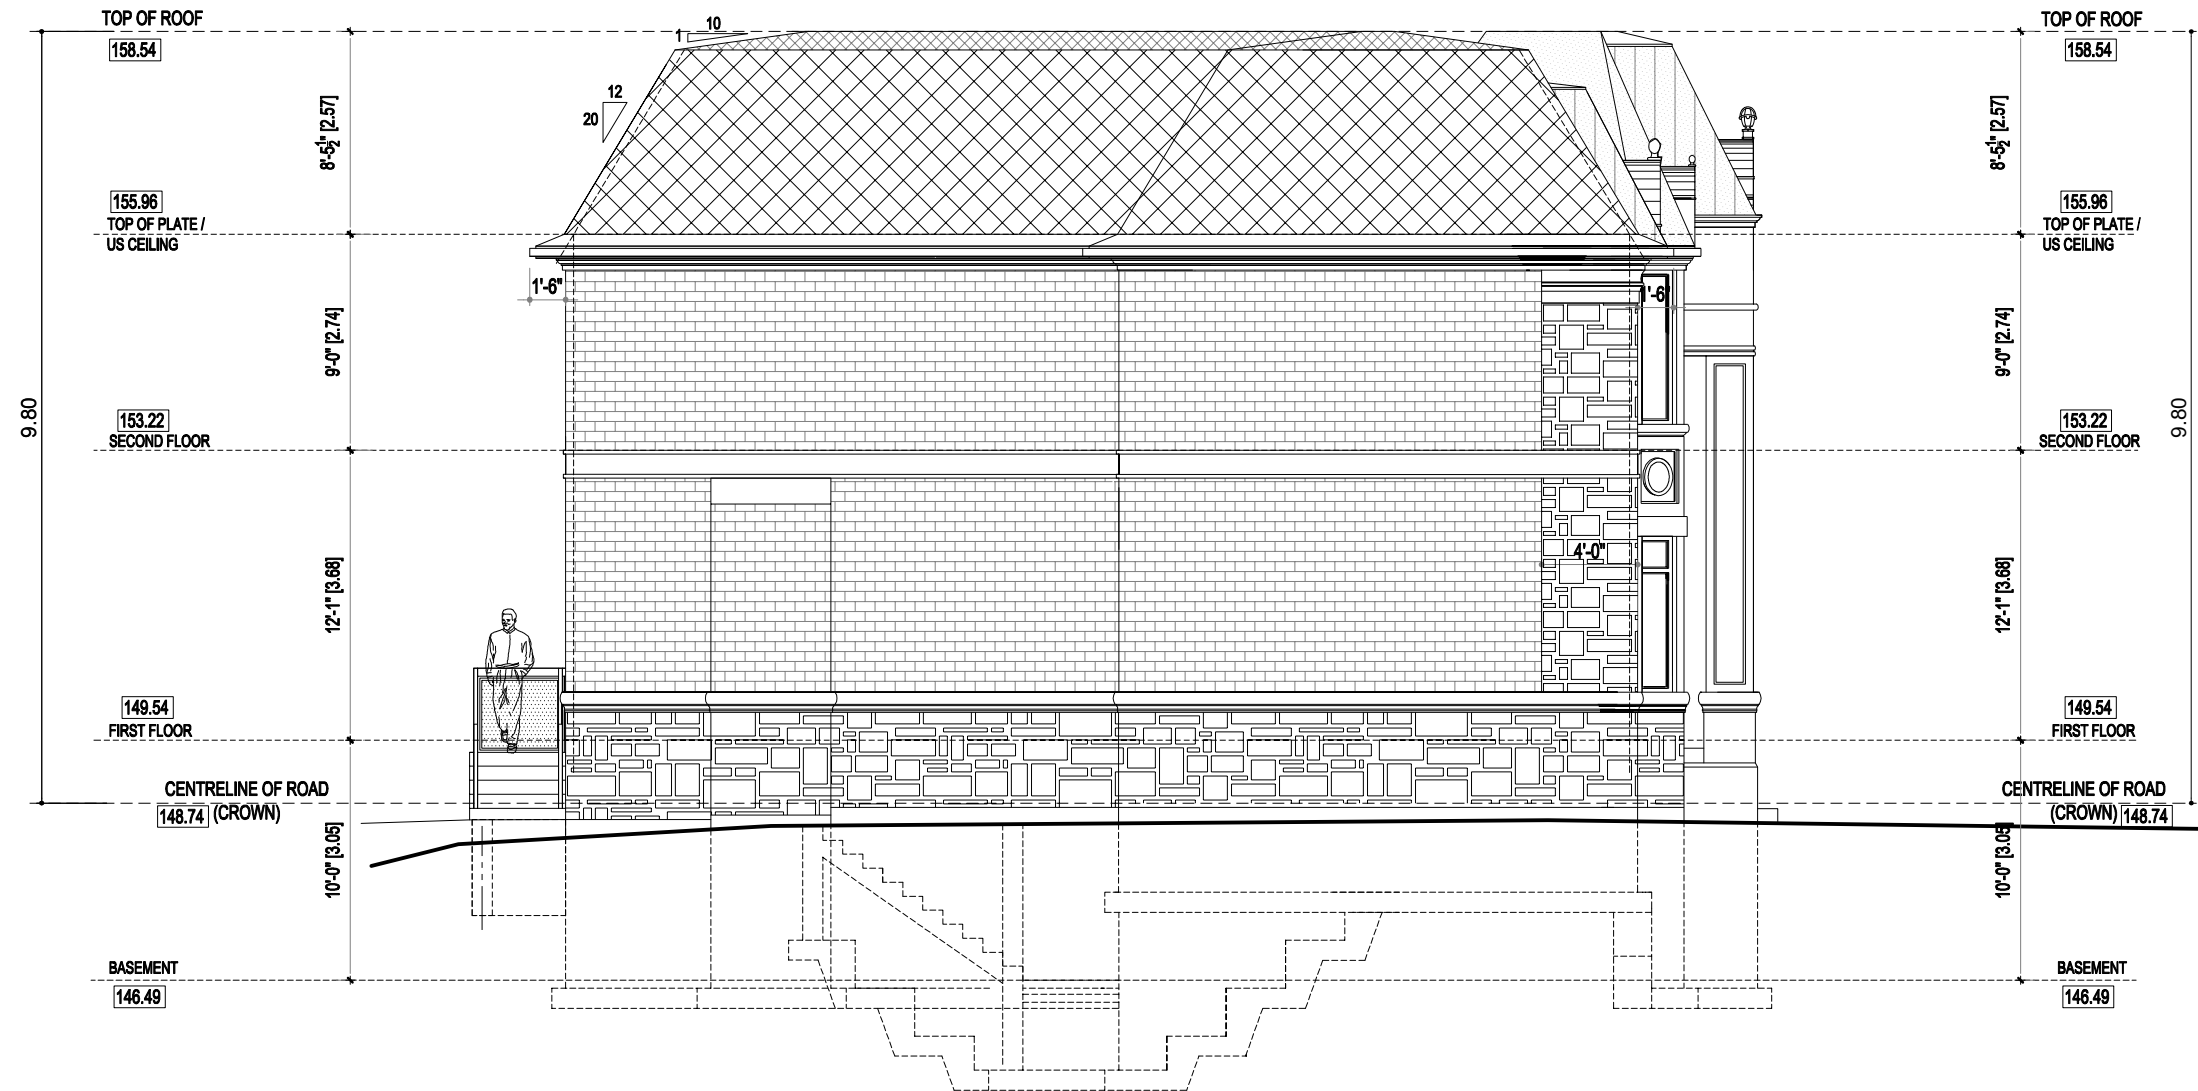 TOP OF ROOF
158.54
10
1
12
20
8'-5 1/2" [2.57]
155.96
TOP OF PLATE /
US CEILING
1'-6"
9'-0" [2.74]
9.80
153.22
SECOND FLOOR
12'-1" [3.68]
149.54
FIRST FLOOR
CENTRELINE OF ROAD
148.74 (CROWN)
10'-0" [3.05]
BASEMENT
146.49
TOP OF ROOF
158.54
8'-5 1/2" [2.57]
155.96
TOP OF PLATE /
US CEILING
1'-6"
9'-0" [2.74]
9.80
153.22
SECOND FLOOR
4'-0"
12'-1" [3.68]
149.54
FIRST FLOOR
CENTRELINE OF ROAD
(CROWN) 148.74
10'-0" [3.05]
BASEMENT
146.49